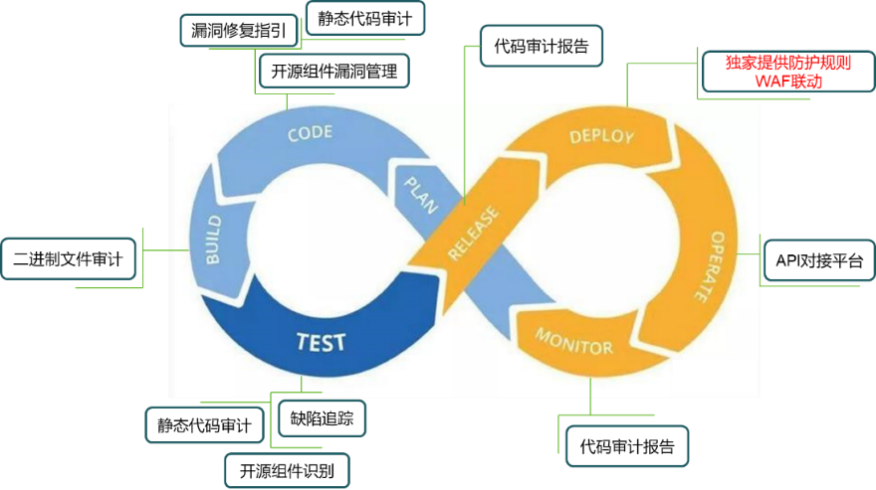 漏洞修复指引
静态代码审计
开源组件漏洞管理
代码审计报告
独家提供防护规则
WAF联动
CODE
PLAN
BUILD
TEST
RELEASE
DEPLOY
OPERATE
MONITOR
二进制文件审计
API对接平台
静态代码审计
缺陷追踪
开源组件识别
代码审计报告